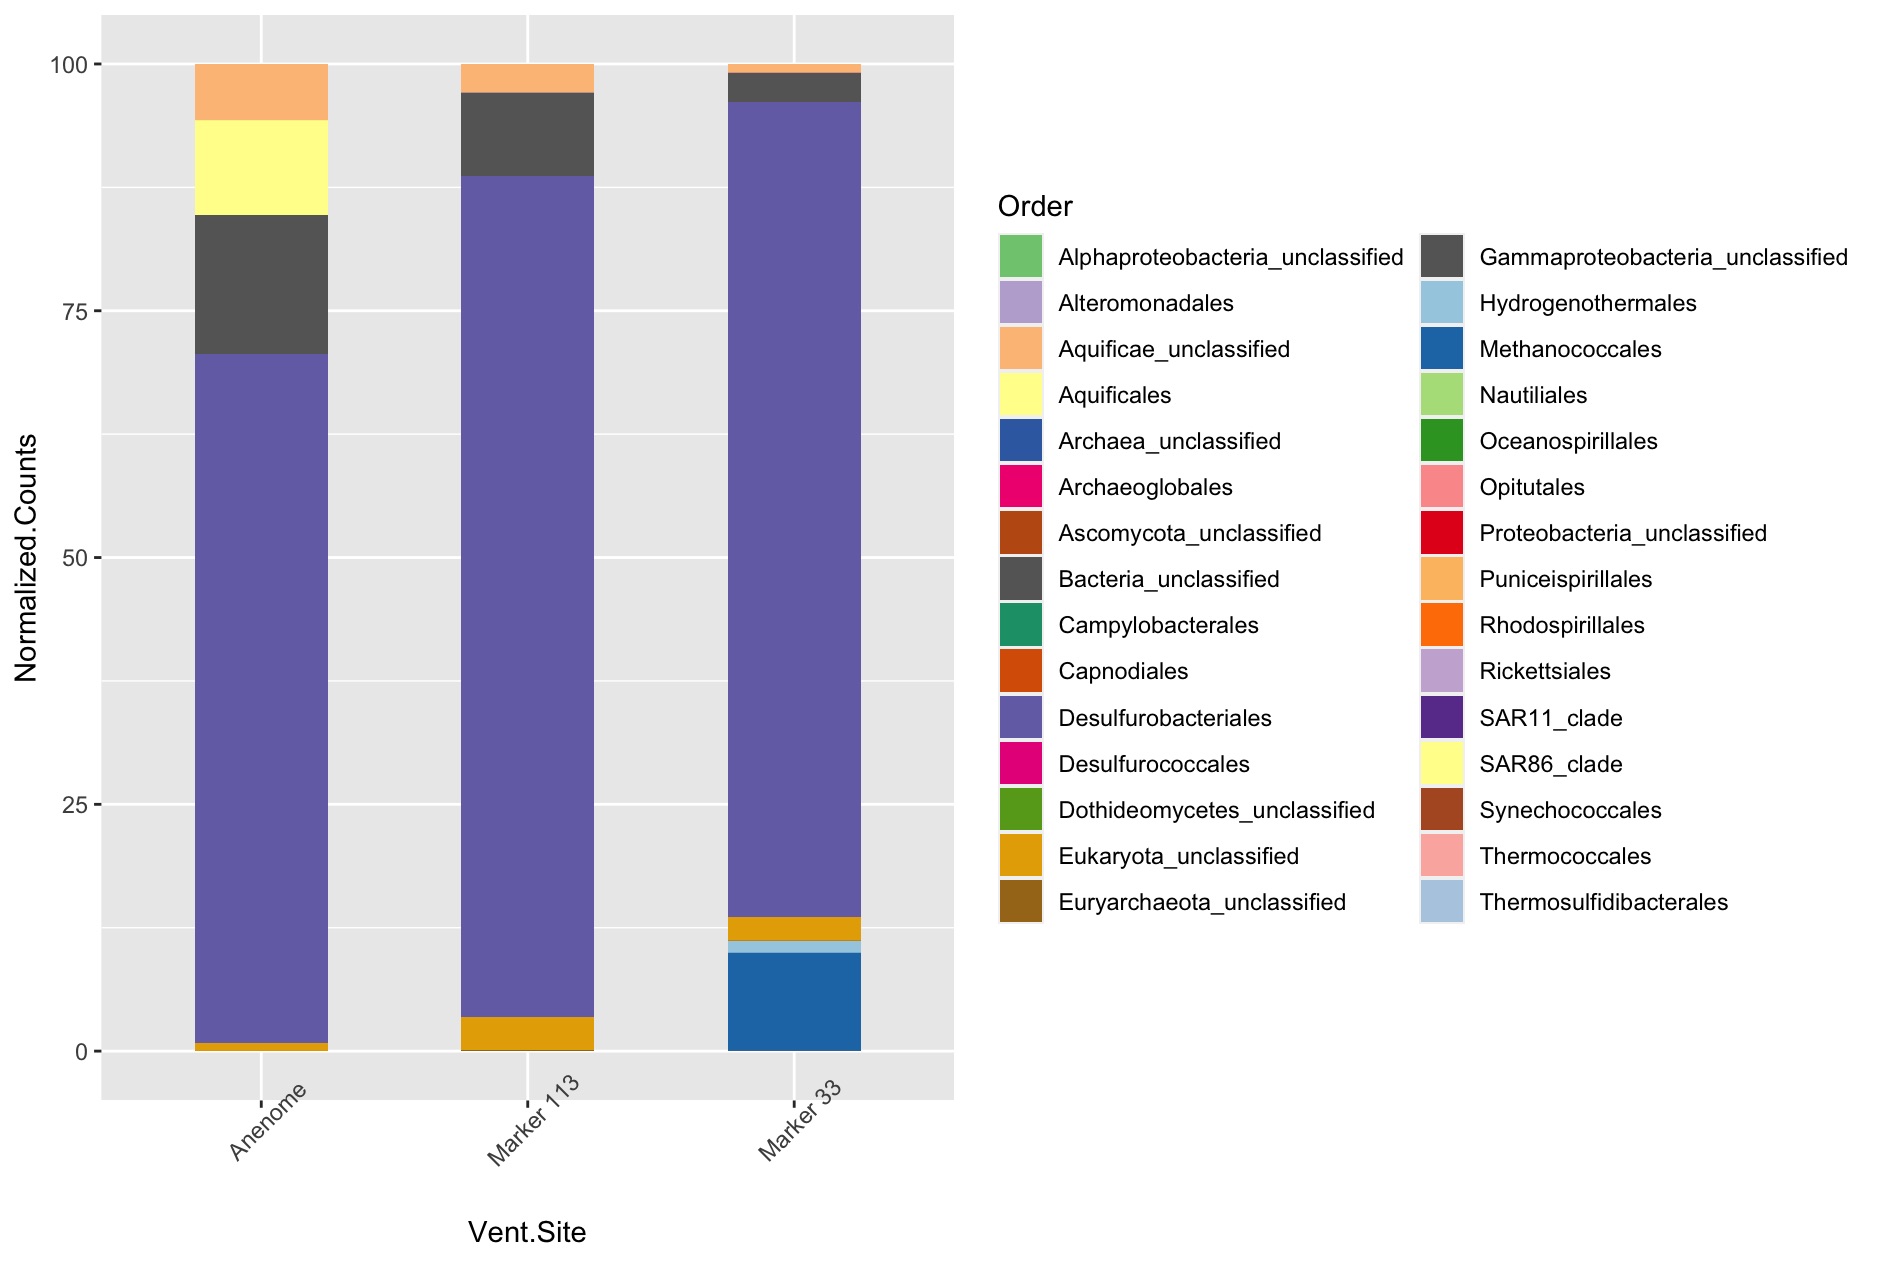 100
75
50
25
0
Normalized.Counts
Anenome
Marker 113
Marker 33
Vent.Site
Order
Alphaproteobacteria_unclassified
Alteromonadales
Aquificae_unclassified
Aquificales
Archaea_unclassified
Archaeoglobales
Ascomycota_unclassified
Bacteria_unclassified
Campylobacterales
Capnodiales
Desulfurobacteriales
Desulfurococcales
Dothideomycetes_unclassified
Eukaryota_unclassified
Euryarchaeota_unclassified
Gammaproteobacteria_unclassified
Hydrogenothermales
Methanococcales
Nautiliales
Oceanospirillales
Opitutales
Proteobacteria_unclassified
Puniceispirillales
Rhodospirillales
Rickettsiales
SAR11_clade
SAR86_clade
Synechococcales
Thermococcales
Thermosulfidibacterales